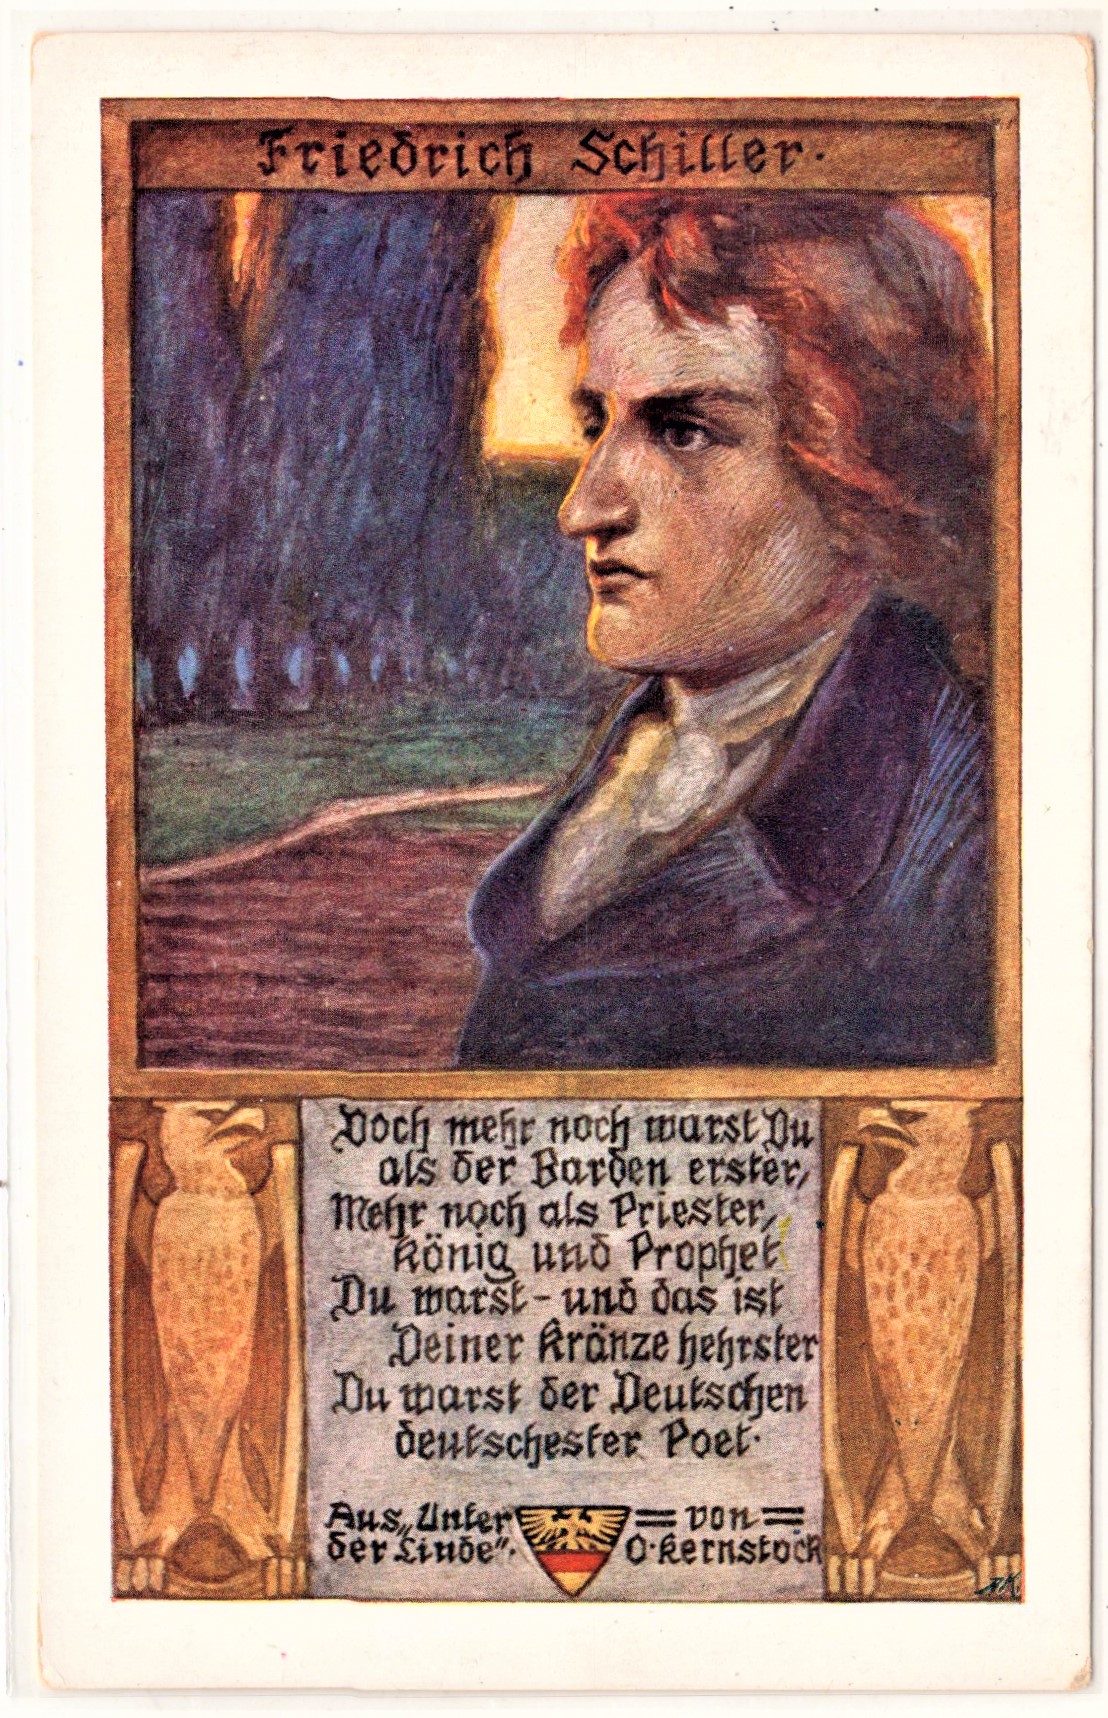 Friedrich Schiller.
Doch mehr noch warst Du
als der Barden erster,
Mehr noch als Priester,
König und Prophet
Du warst - und das ist
Deiner Kränze hehrster
Du warst der Deutschen
deutschester Poet.
Aus „Unter
der Linde“.
= von =
O. Kernstock